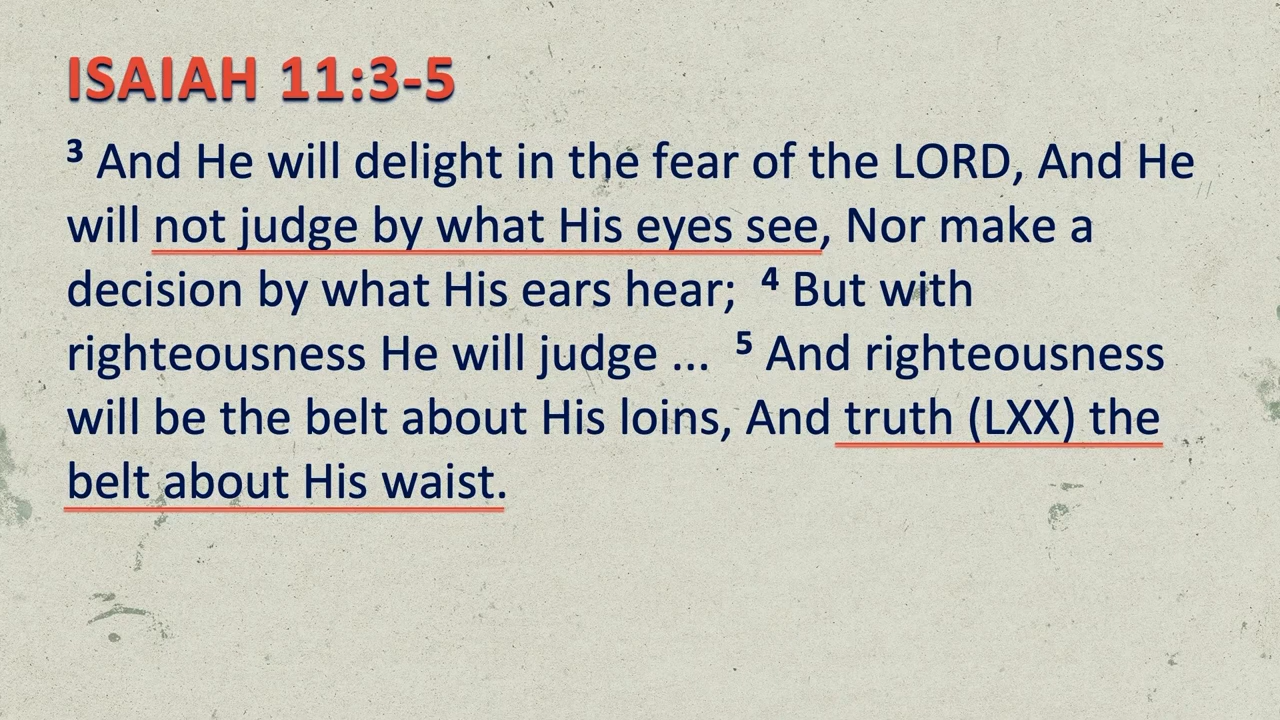 ISAIAH 11:3-5
³ And He will delight in the fear of the LORD, And He
will not judge by what His eyes see, Nor make a
decision by what His ears hear; ⁴ But with
righteousness He will judge ... ⁵ And righteousness
will be the belt about His loins, And truth (LXX) the
belt about His waist.